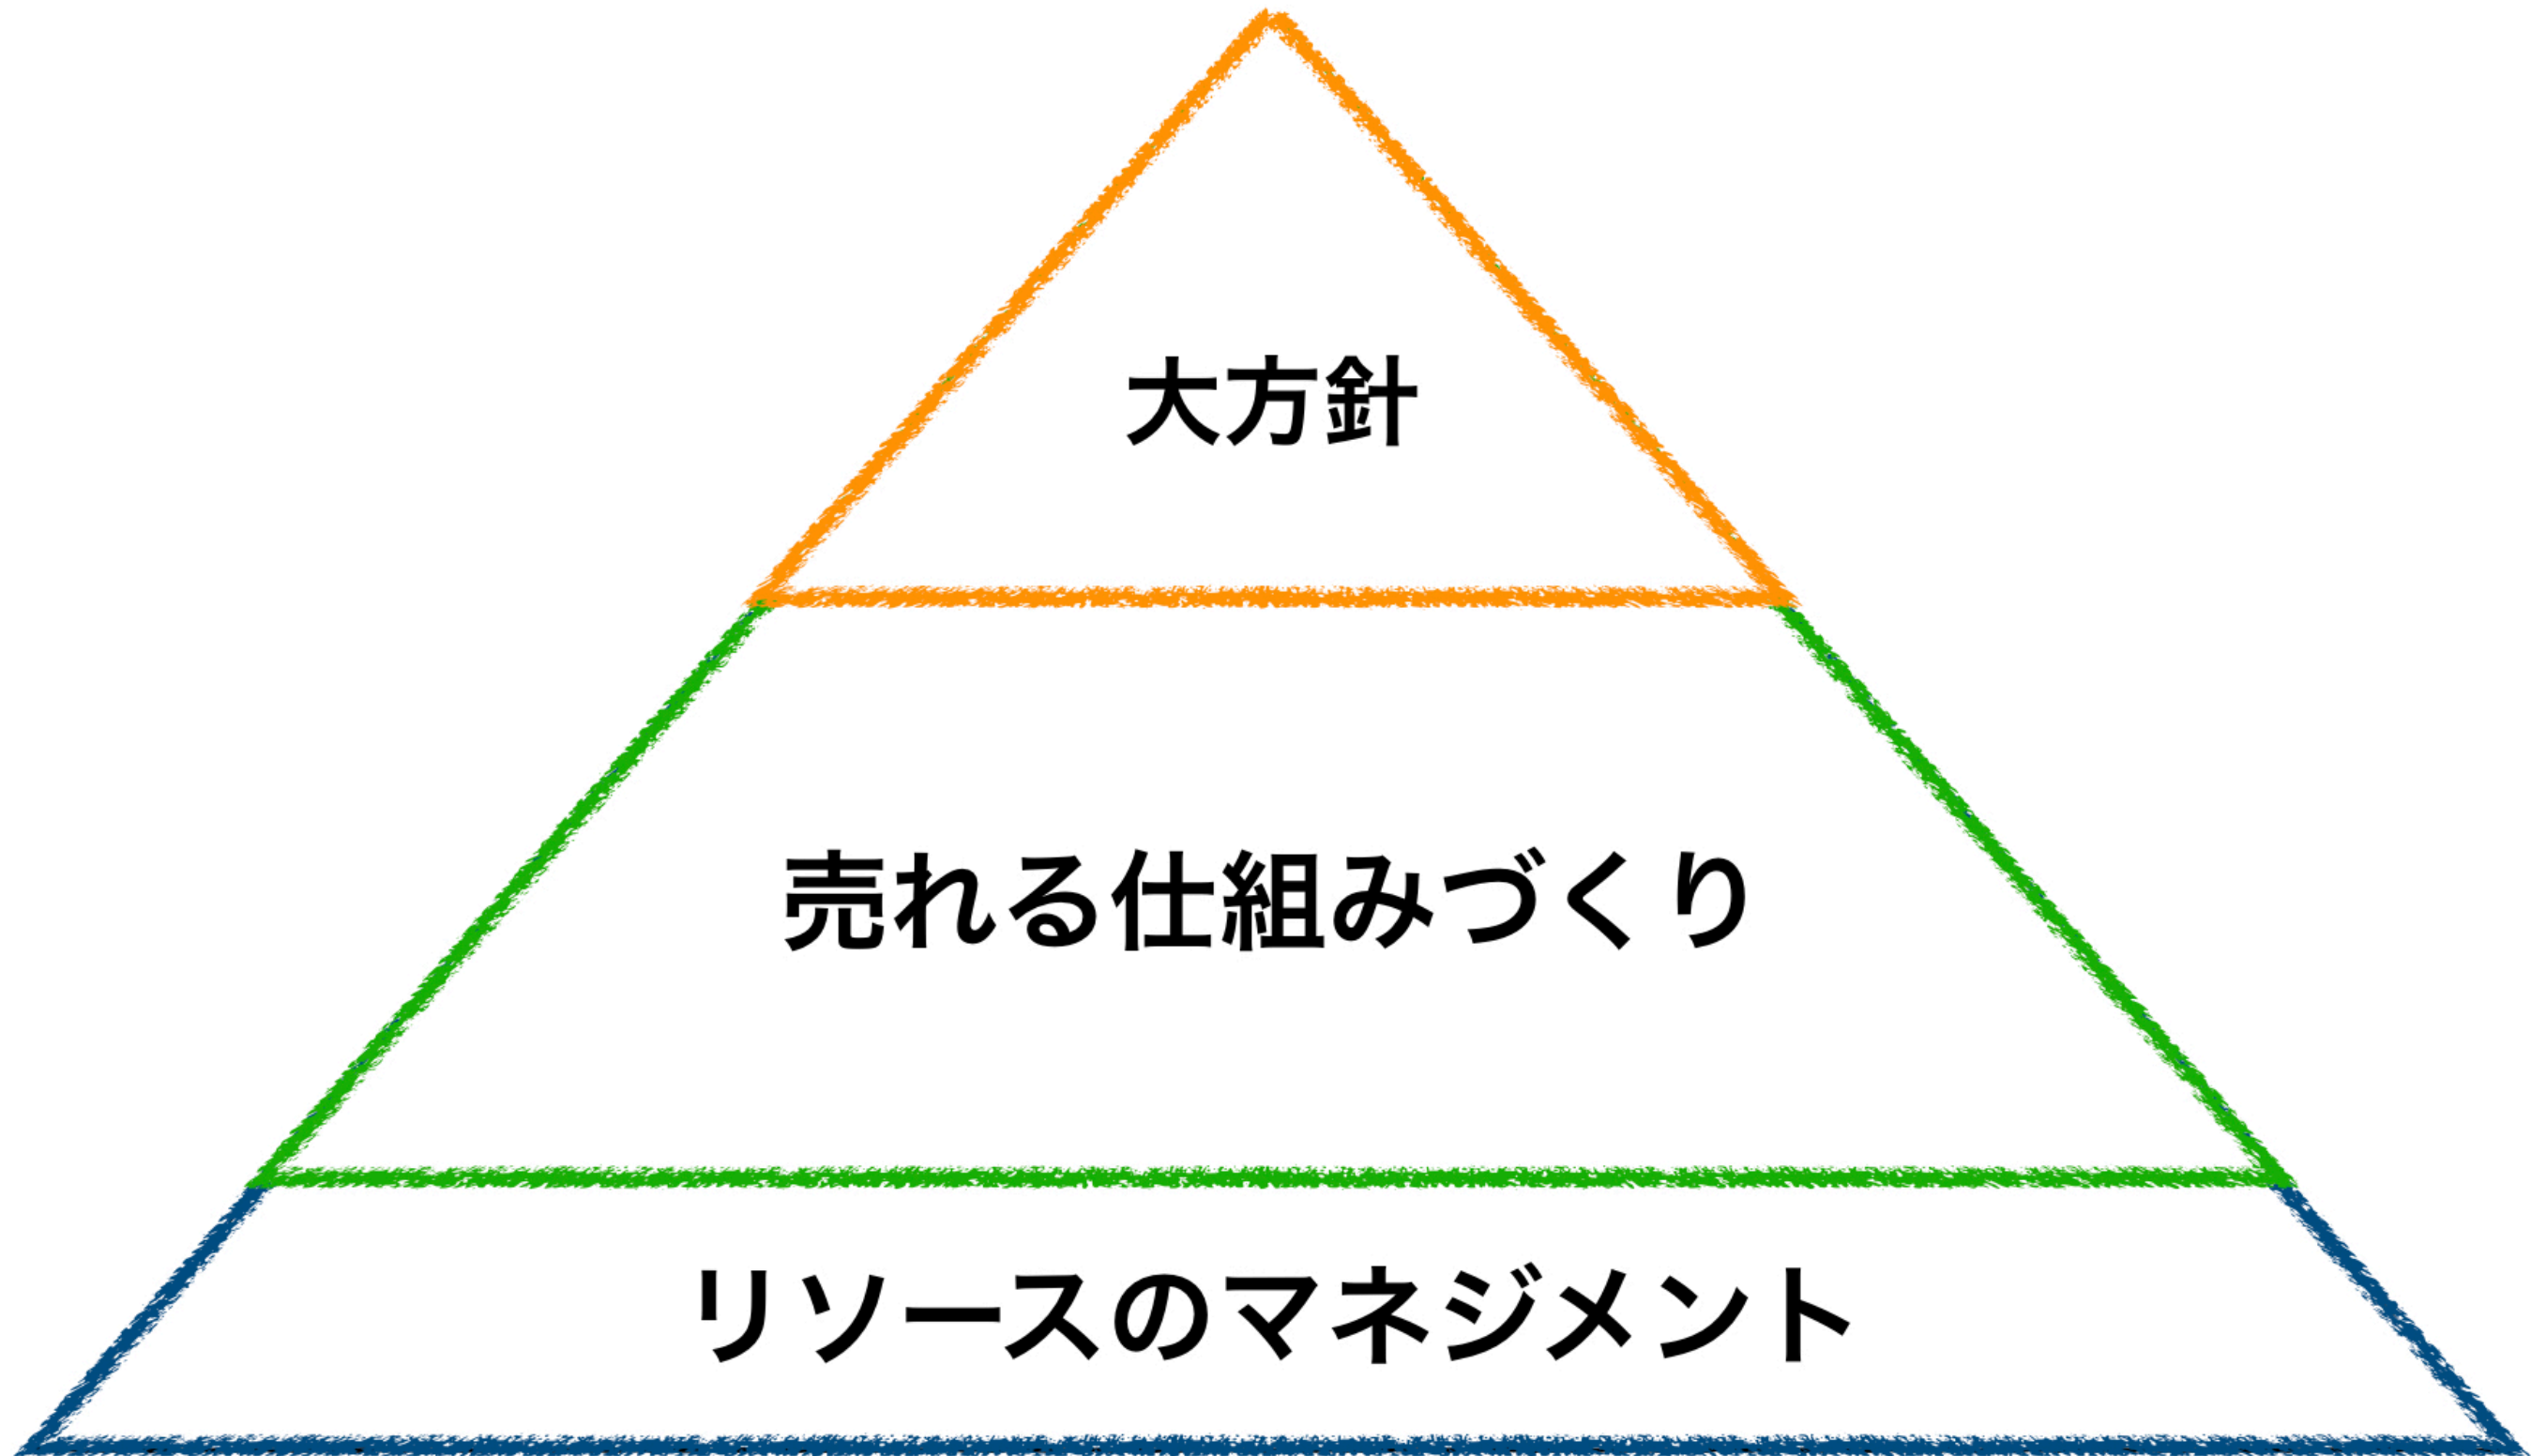 大方針
売れる仕組みづくり
リソースのマネジメント